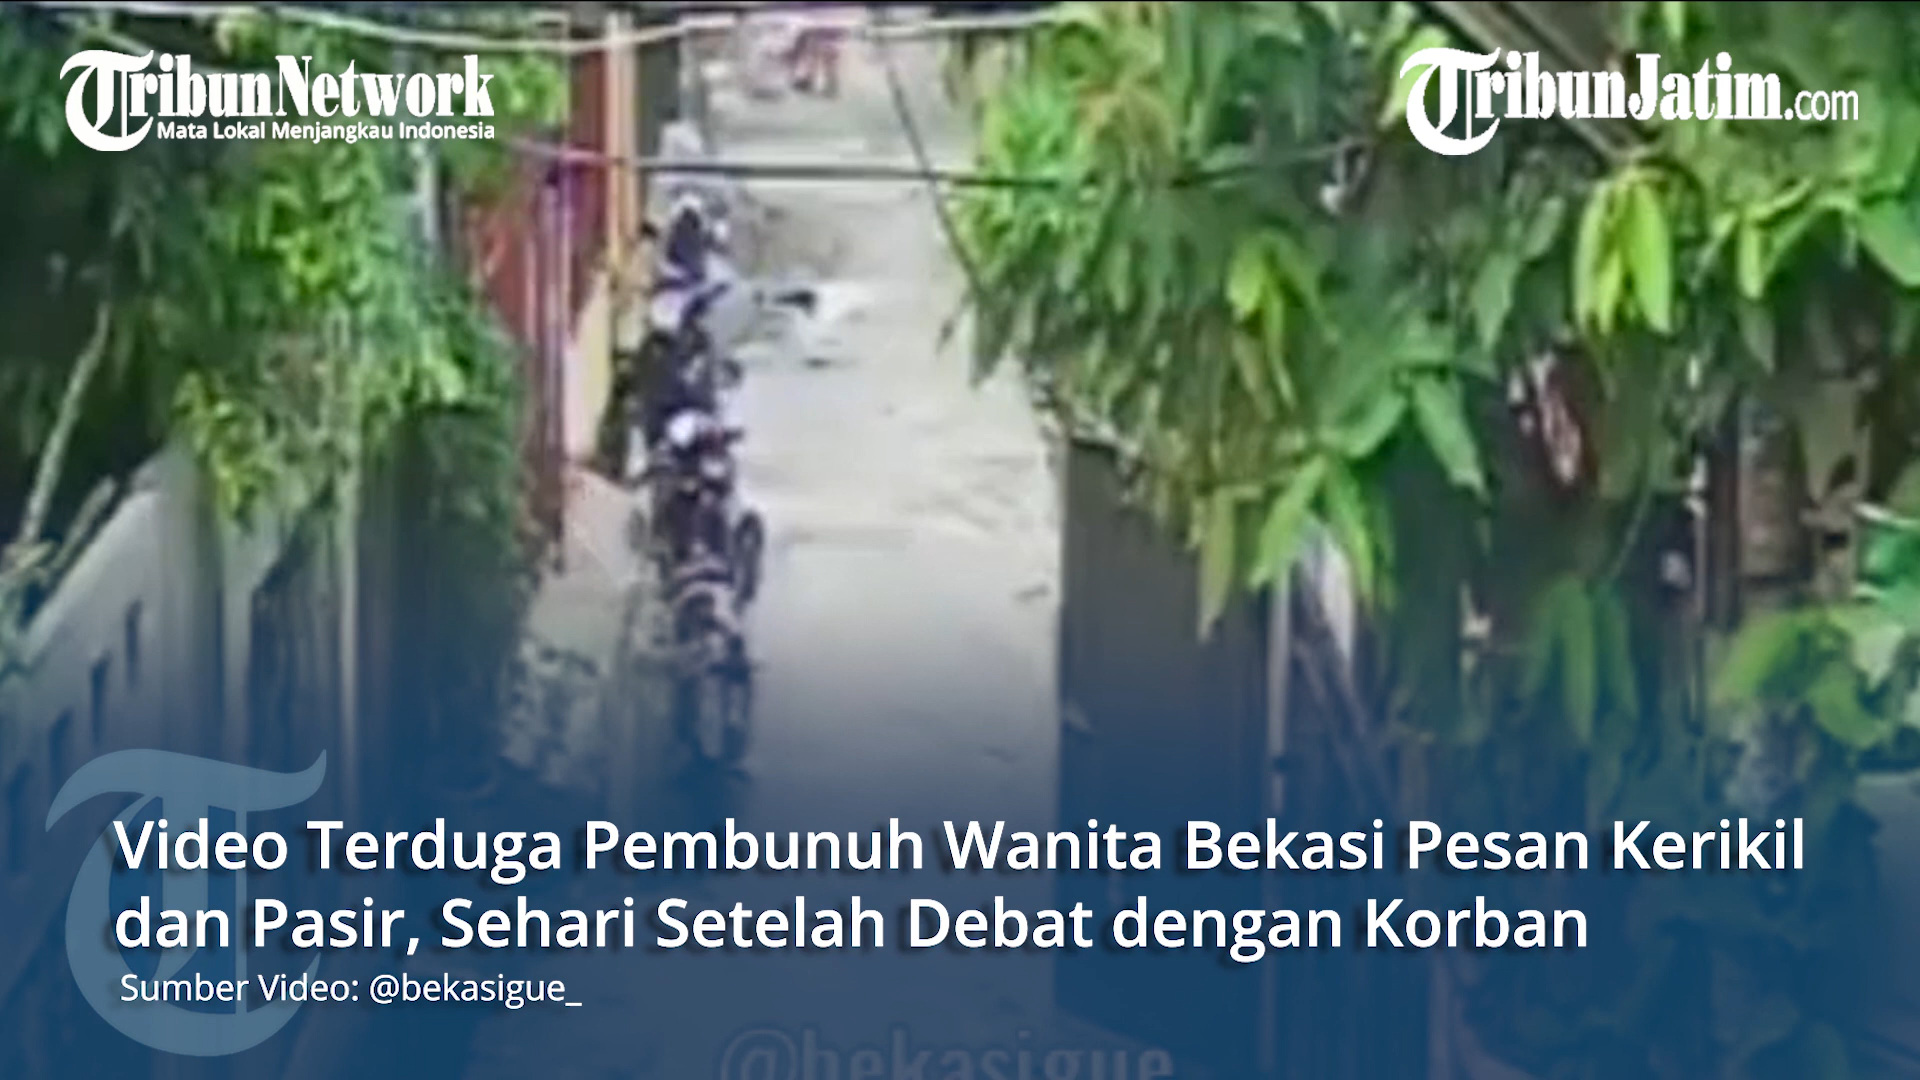 TribunNetwork
Mata Lokal Menjangkau Indonesia
TribunJatim.com
Video Terduga Pembunuh Wanita Bekasi Pesan Kerikil
dan Pasir, Sehari Setelah Debat dengan Korban
Sumber Video: @bekasigue_
@bekasigue